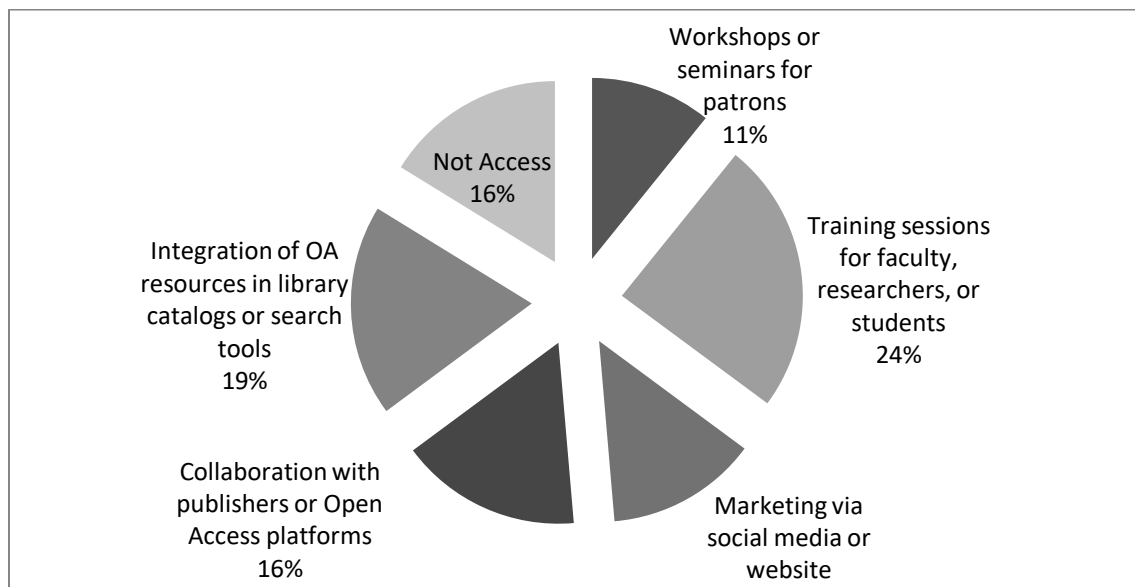 Workshops or
seminars for
patrons
11%
Training sessions
for faculty,
researchers, or
students
24%
Marketing via
social media or
website
Collaboration with
publishers or Open
Access platforms
16%
Integration of OA
resources in library
catalogs or search
tools
19%
Not Access
16%